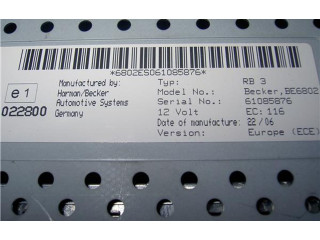 *6802ES061085876*
e1
022800
Manufactured by:
Harman/Becker
Automotive Systems
Germany
Typ: RB 3
Model No.: Becker,BE6802
Serial No.: 61085876
12 Volt EC: 116
Date of manufacture: 22 / 06
Version: Europe (ECE)